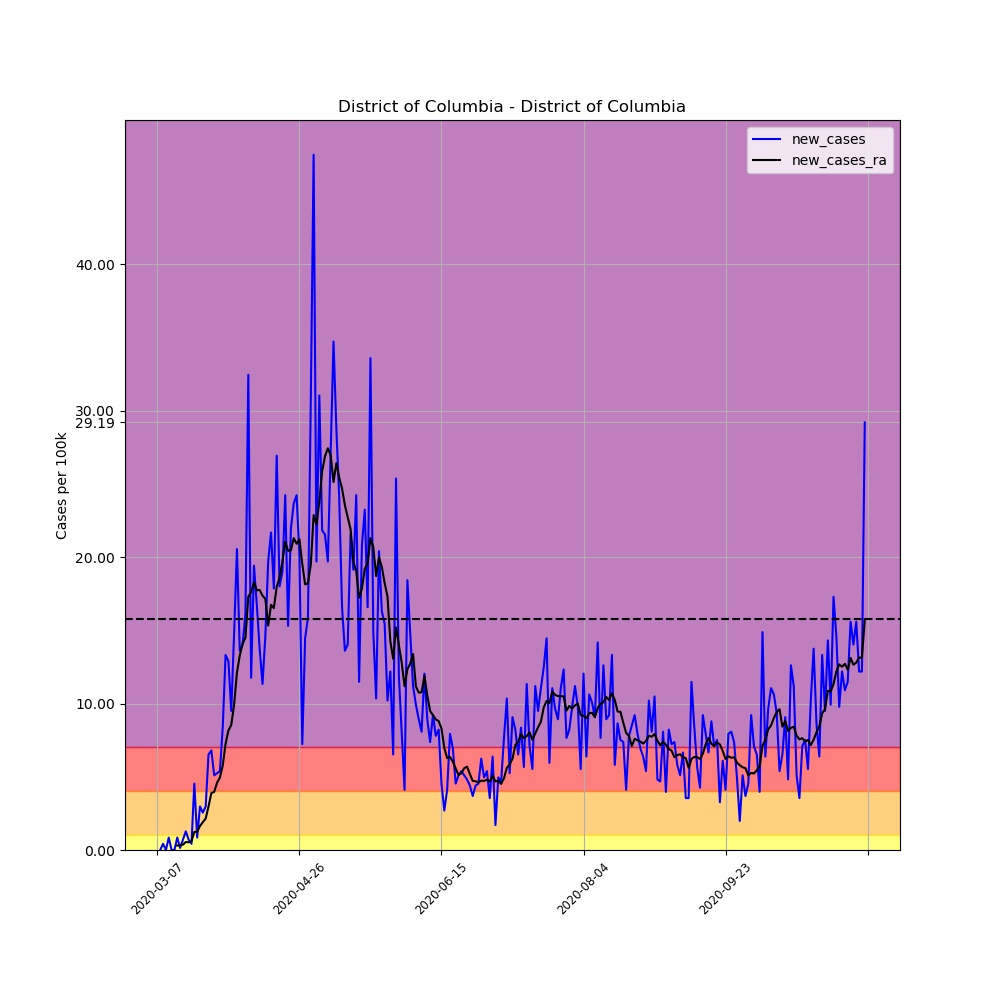 District of Columbia - District of Columbia
new_cases
new_cases_ra
Cases per 100k
40.00
30.00
29.19
20.00
10.00
0.00
2020-03-07
2020-04-26
2020-06-15
2020-08-04
2020-09-23